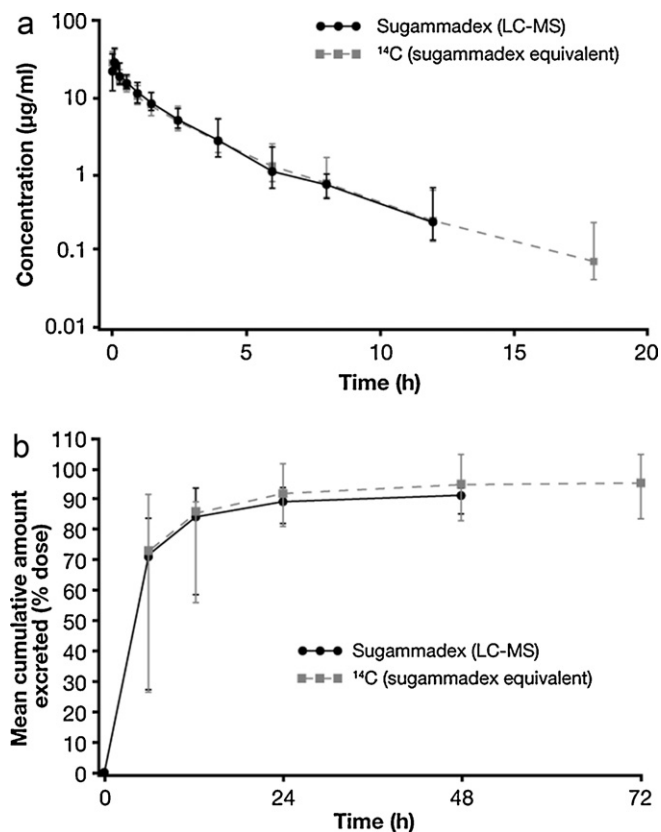 a
100
10
1
0.1
0.01
Concentration (µg/ml)
Sugammadex (LC-MS)
¹⁴C (sugammadex equivalent)
0 5 10 15 20
Time (h)
b
110
100
90
80
70
60
50
40
30
20
10
0
Mean cumulative amount
excreted (% dose)
Sugammadex (LC-MS)
¹⁴C (sugammadex equivalent)
0 24 48 72
Time (h)